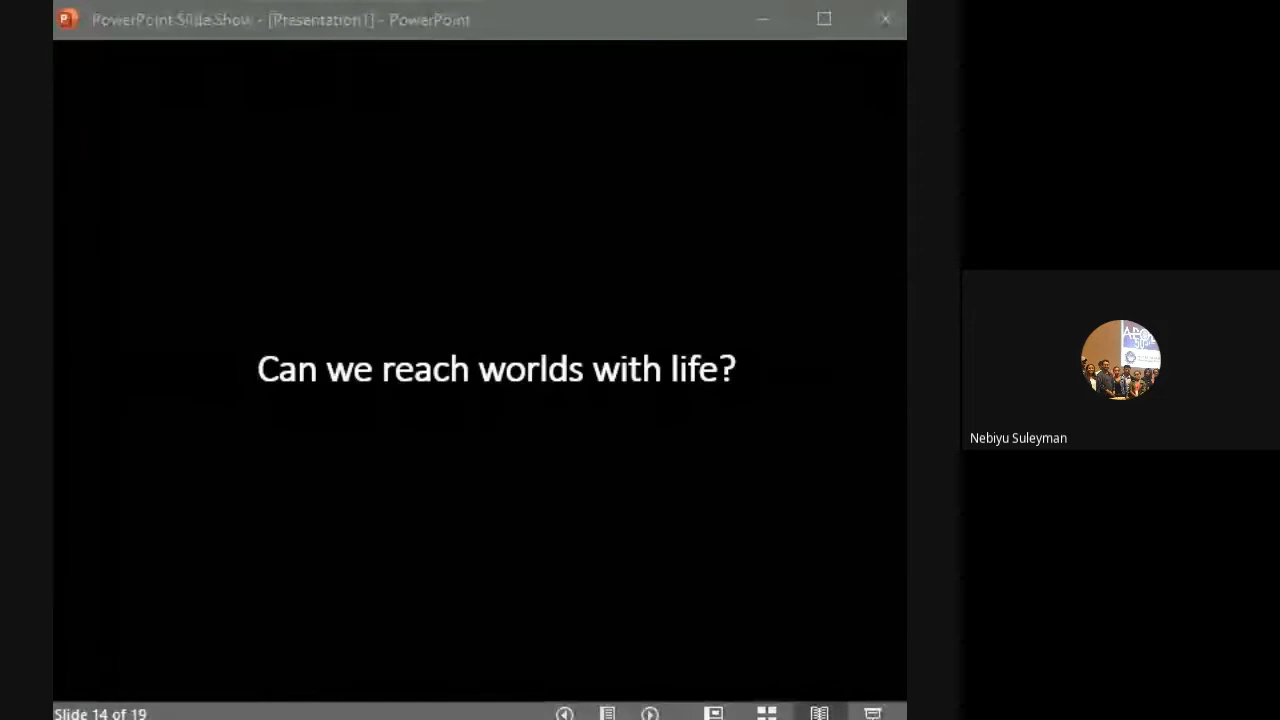 PowerPoint Slide Show - [Presentation1] - PowerPoint
Can we reach worlds with life?
Nebiyu Suleyman
Slide 14 of 19